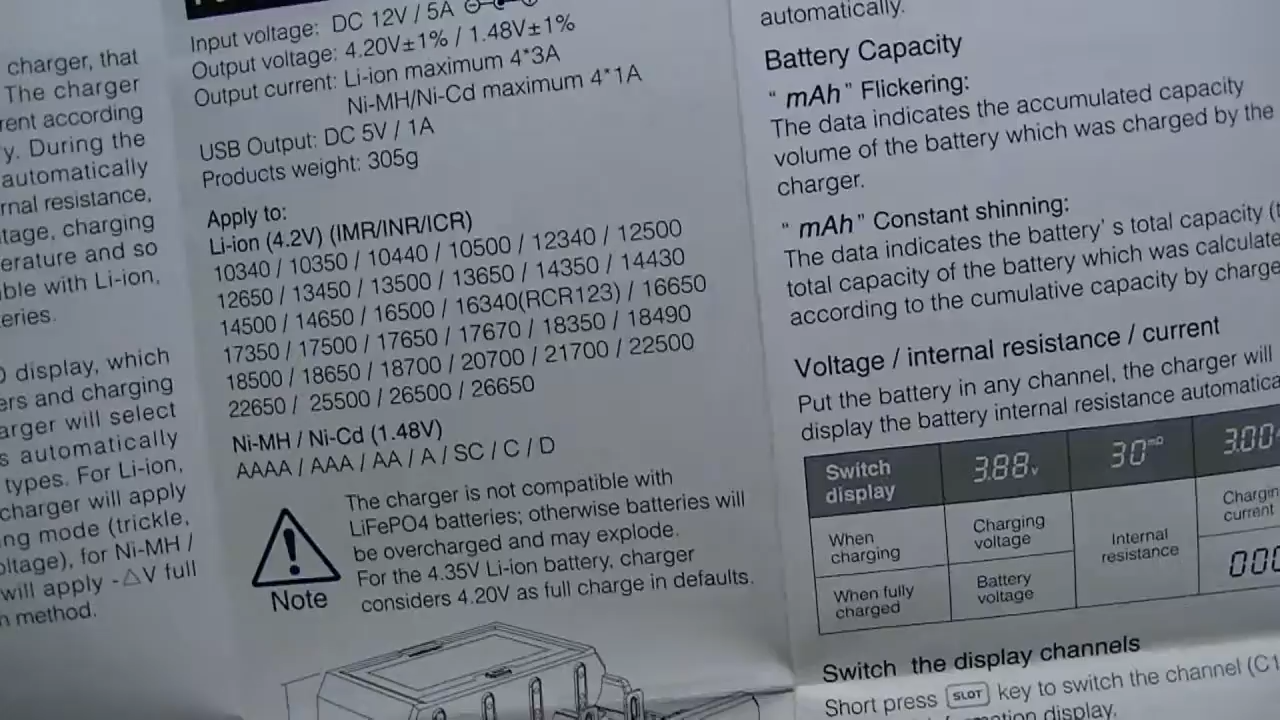 charger, that
The charger
rent according
y. During the
automatically
rnal resistance,
tage, charging
erature and so
ble with Li-ion,
eries.
display, which
ers and charging
arger will select
s automatically
types. For Li-ion,
charger will apply
ng mode (trickle,
oltage), for Ni-MH /
will apply -△V full
n method.
Input voltage: DC 12V / 5A
Output voltage: 4.20V±1% / 1.48V±1%
Output current: Li-ion maximum 4*3A
Ni-MH/Ni-Cd maximum 4*1A
USB Output: DC 5V / 1A
Products weight: 305g
Apply to:
Li-ion (4.2V) (IMR/INR/ICR)
10340 / 10350 / 10440 / 10500 / 12340 / 12500
12650 / 13450 / 13500 / 13650 / 14350 / 14430
14500 / 14650 / 16500 / 16340(RCR123) / 16650
17350 / 17500 / 17650 / 17670 / 18350 / 18490
18500 / 18650 / 18700 / 20700 / 21700 / 22500
22650 / 25500 / 26500 / 26650
Ni-MH / Ni-Cd (1.48V)
AAAA / AAA / AA / A / SC / C / D
The charger is not compatible with
LiFePO4 batteries; otherwise batteries will
be overcharged and may explode.
For the 4.35V Li-ion battery, charger
considers 4.20V as full charge in defaults.
Note
automatically.
Battery Capacity
“ mAh ” Flickering:
The data indicates the accumulated capacity
volume of the battery which was charged by the
charger.
“ mAh ” Constant shinning:
The data indicates the battery’ s total capacity (
total capacity of the battery which was calculate
according to the cumulative capacity by charge
Voltage / internal resistance / current
Put the battery in any channel, the charger will
display the battery internal resistance automatica
Switch display
3.88v
30mΩ
3.00
When charging
Charging voltage
Internal resistance
Chargin current
When fully charged
Battery voltage
000
Switch the display channels
Short press SLOT key to switch the channel (C1
display.